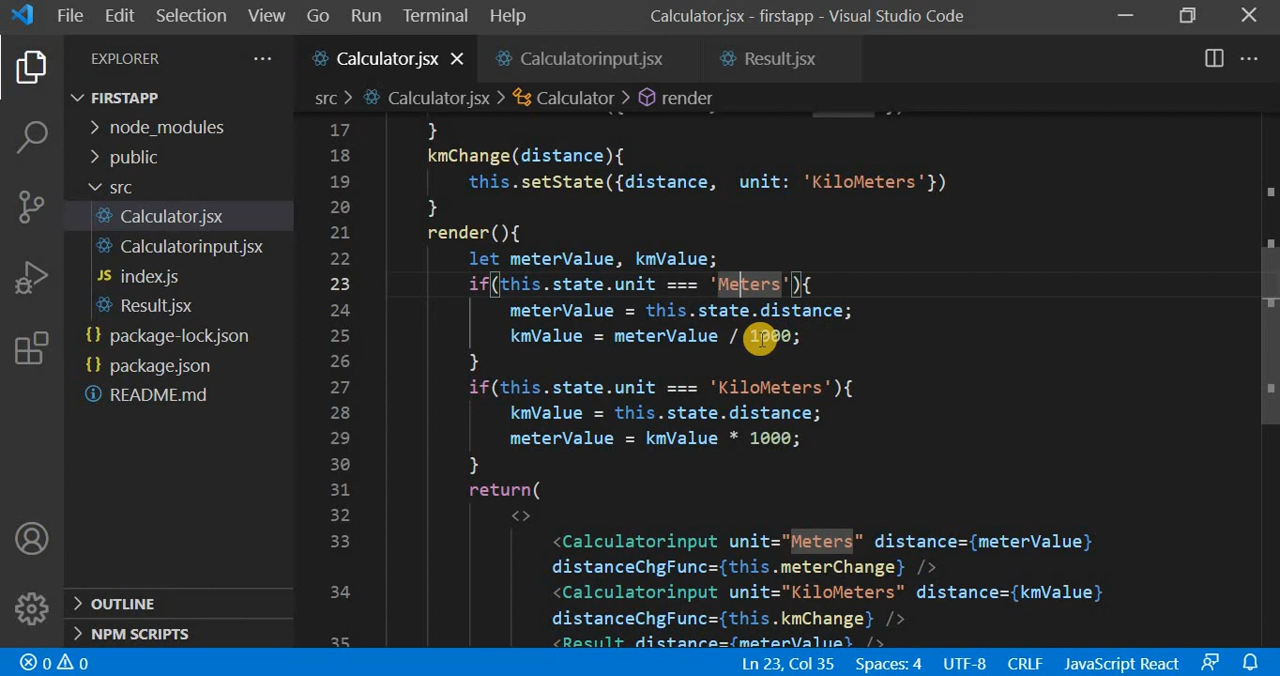 File Edit Selection View Go Run Terminal Help Calculator.jsx - firstapp - Visual Studio Code
EXPLORER ···
Calculator.jsx Calculatorinput.jsx Result.jsx
FIRSTAPP
node_modules
public
src
Calculator.jsx
Calculatorinput.jsx
JS index.js
Result.jsx
{} package-lock.json
{} package.json
README.md
OUTLINE
NPM SCRIPTS
src > Calculator.jsx > Calculator > render
17 }
18 kmChange(distance){
19 this.setState({distance, unit: 'KiloMeters'})
20 }
21 render(){
22 let meterValue, kmValue;
23 if(this.state.unit === 'Meters'){
24 meterValue = this.state.distance;
25 kmValue = meterValue / 1000;
26 }
27 if(this.state.unit === 'KiloMeters'){
28 kmValue = this.state.distance;
29 meterValue = kmValue * 1000;
30 }
31 return(
32 <>
33 <Calculatorinput unit="Meters" distance={meterValue}
distanceChgFunc={this.meterChange} />
34 <Calculatorinput unit="KiloMeters" distance={kmValue}
distanceChgFunc={this.kmChange} />
35 <Result distance={meterValue} />
0 0 Ln 23, Col 35 Spaces: 4 UTF-8 CRLF JavaScript React